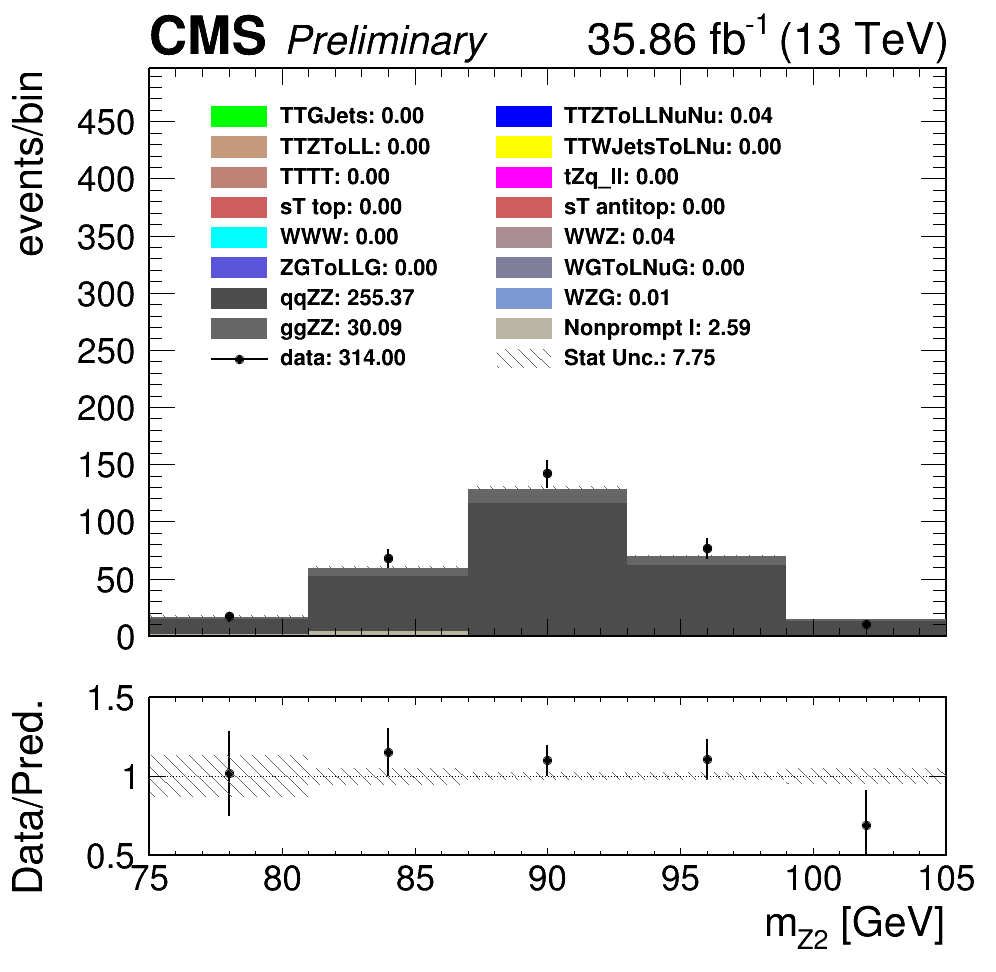 CMS Preliminary 35.86 fb-1 (13 TeV)
events/bin
450
400
350
300
250
200
150
100
50
0
TTGJets: 0.00 TTZToLLNuNu: 0.04
TTZToLL: 0.00 TTWJetsToLNu: 0.00
TTTT: 0.00 tZq_ll: 0.00
sT top: 0.00 sT antitop: 0.00
WWW: 0.00 WWZ: 0.04
ZGToLLG: 0.00 WGToLNuG: 0.00
qqZZ: 255.37 WZG: 0.01
ggZZ: 30.09 Nonprompt l: 2.59
data: 314.00 Stat Unc.: 7.75
Data/Pred.
1.5
1
0.5
75 80 85 90 95 100 105
mZ2 [GeV]